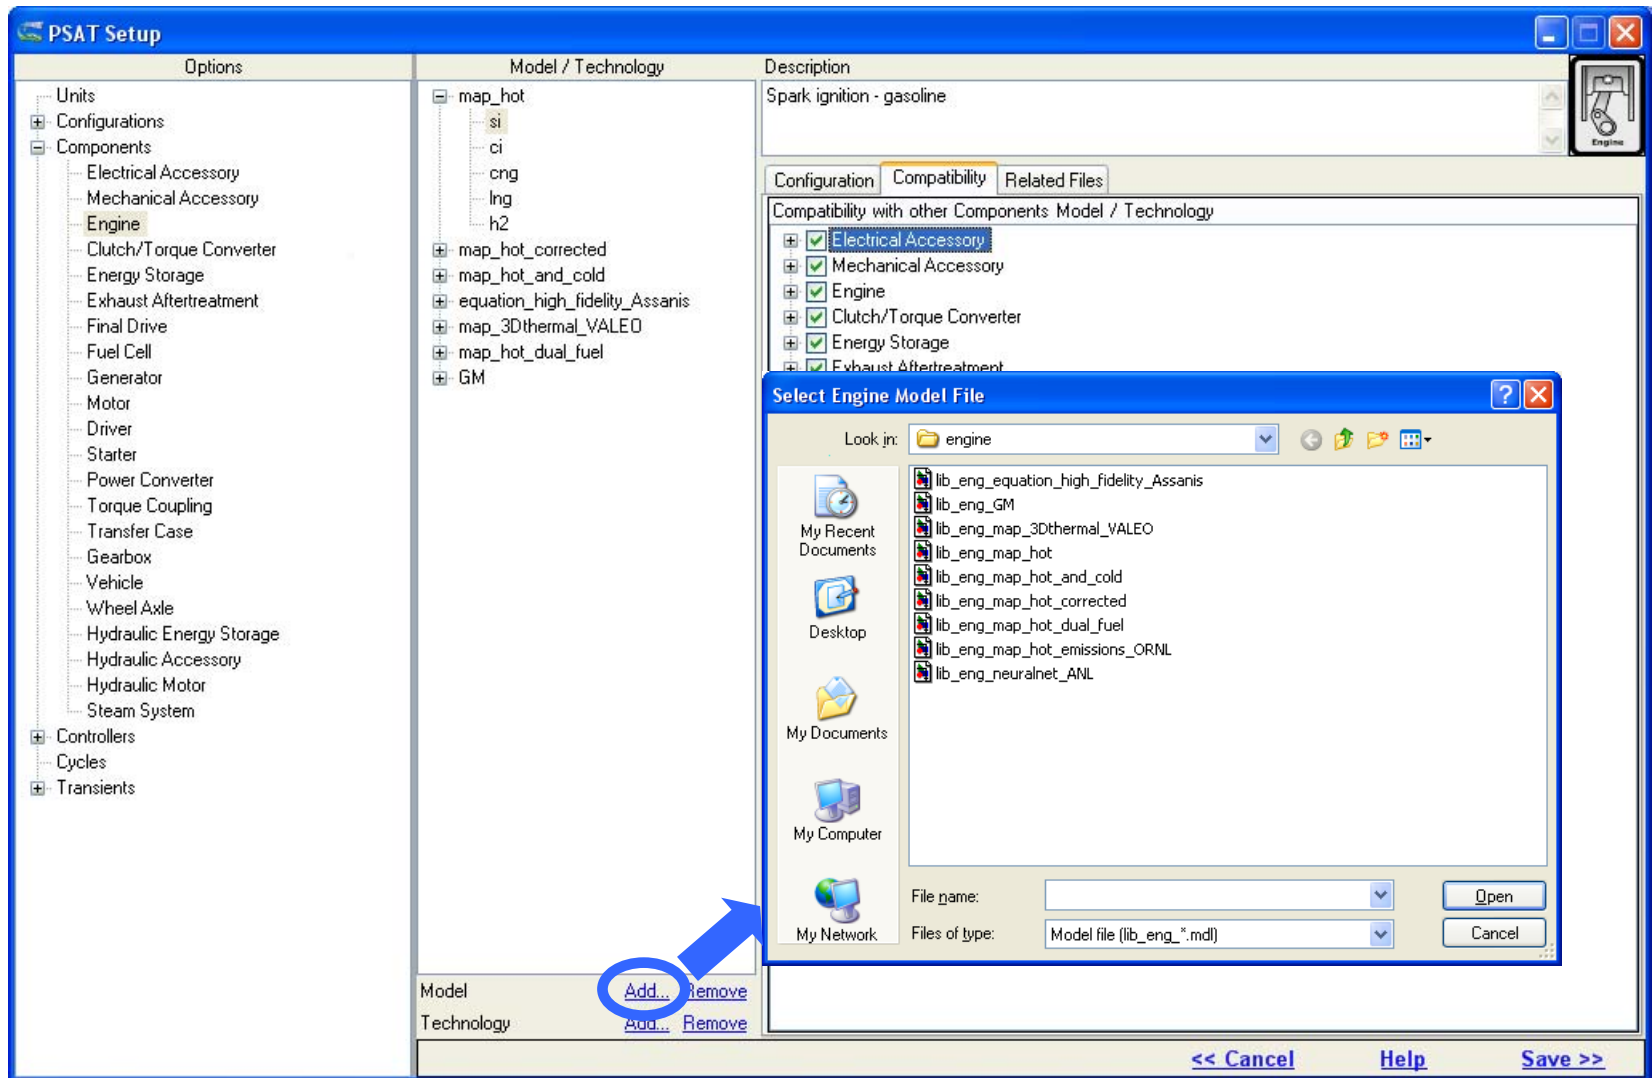 PSAT Setup
Options
Model / Technology
Description
Units
Configurations
Components
Electrical Accessory
Mechanical Accessory
Engine
Clutch/Torque Converter
Energy Storage
Exhaust Aftertreatment
Final Drive
Fuel Cell
Generator
Motor
Driver
Starter
Power Converter
Torque Coupling
Transfer Case
Gearbox
Vehicle
Wheel Axle
Hydraulic Energy Storage
Hydraulic Accessory
Hydraulic Motor
Steam System
Controllers
Cycles
Transients
map_hot
si
ci
cng
lng
h2
map_hot_corrected
map_hot_and_cold
equation_high_fidelity_Assanis
map_3Dthermal_VALEO
map_hot_dual_fuel
GM
Model Add... Remove
Technology Add... Remove
Spark ignition - gasoline
Engine
Configuration Compatibility Related Files
Compatibility with other Components Model / Technology
Electrical Accessory
Mechanical Accessory
Engine
Clutch/Torque Converter
Energy Storage
Exhaust Aftertreatment
Select Engine Model File
Look in: engine
My Recent Documents
Desktop
My Documents
My Computer
My Network
lib_eng_equation_high_fidelity_Assanis
lib_eng_GM
lib_eng_map_3Dthermal_VALEO
lib_eng_map_hot
lib_eng_map_hot_and_cold
lib_eng_map_hot_corrected
lib_eng_map_hot_dual_fuel
lib_eng_map_hot_emissions_ORNL
lib_eng_neuralnet_ANL
File name: Open
Files of type: Model file (lib_eng_*.mdl) Cancel
<< Cancel Help Save >>